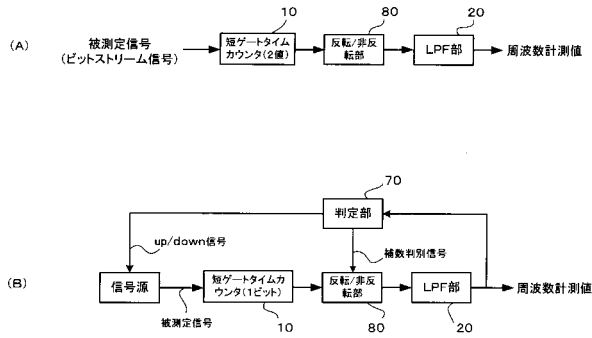 (A)
被測定信号
(ビットストリーム信号)
10
短ゲートタイム
カウンタ(2値)
80
反転/非反
転部
20
LPF部
周波数計測値
(B)
70
判定部
up/down信号
補数判別信号
信号源
被測定信号
短ゲートタイムカ
ウンタ(1ビット)
10
反転/非反
転部
80
LPF部
20
周波数計測値